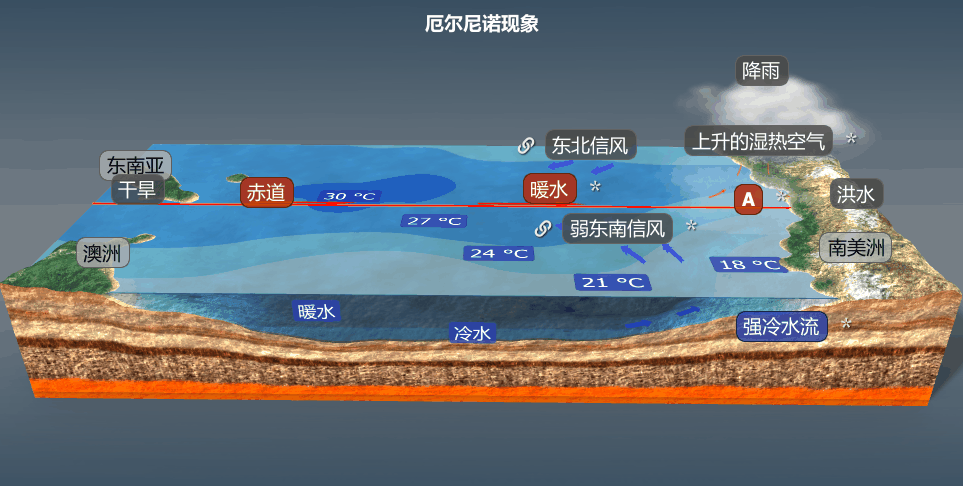 厄尔尼诺现象
降雨
东北信风
上升的湿热空气 *
东南亚
干旱
赤道
30 ℃
暖水 *
A *
洪水
27 ℃
弱东南信风 *
澳洲
24 ℃
18 ℃
南美洲
21 ℃
暖水
冷水
强冷水流 *